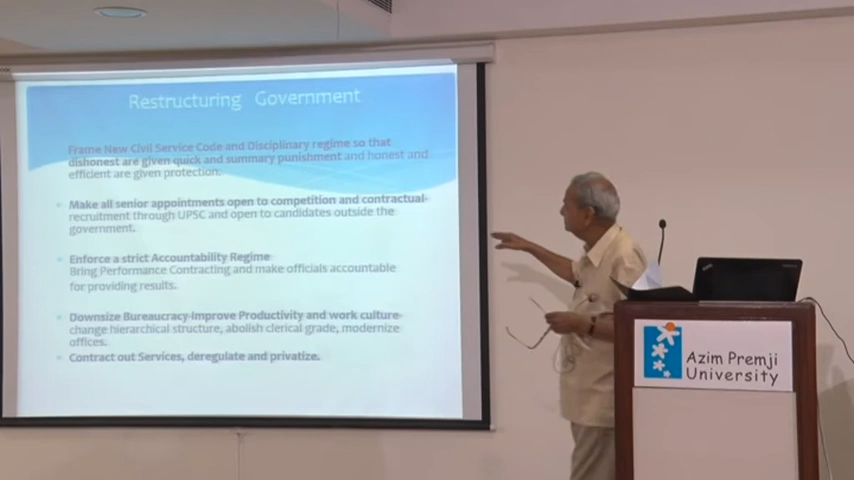 Restructuring Government
Frame New Civil Service Code and Disciplinary regime so that
dishonest are given quick and summary punishment and honest and
efficient are given protection.
Make all senior appointments open to competition and contractual-
recruitment through UPSC and open to candidates outside the
government.
Enforce a strict Accountability Regime
Bring Performance Contracting and make officials accountable
for providing results.
Downsize Bureaucracy-Improve Productivity and work culture-
change hierarchical structure, abolish clerical grade, modernize
offices.
Contract out Services, deregulate and privatize.
Azim Premji
University